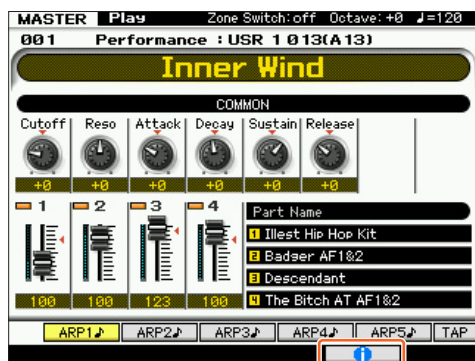 MASTER Play Zone Switch:off Octave:+0 ♩=120
001 Performance :USR 1 013(A13)
Inner Wind
COMMON
Cutoff Reso Attack Decay Sustain Release
+0 +0 +0 +0 +0 +0
1 2 3 4
Part Name
1 Illest Hip Hop Kit
2 Badger AF1&2
3 Descendant
4 The Bitch AT AF1&2
100 100 123 100
ARP1♪ ARP2♪ ARP3♪ ARP4♪ ARP5♪ TAP
i